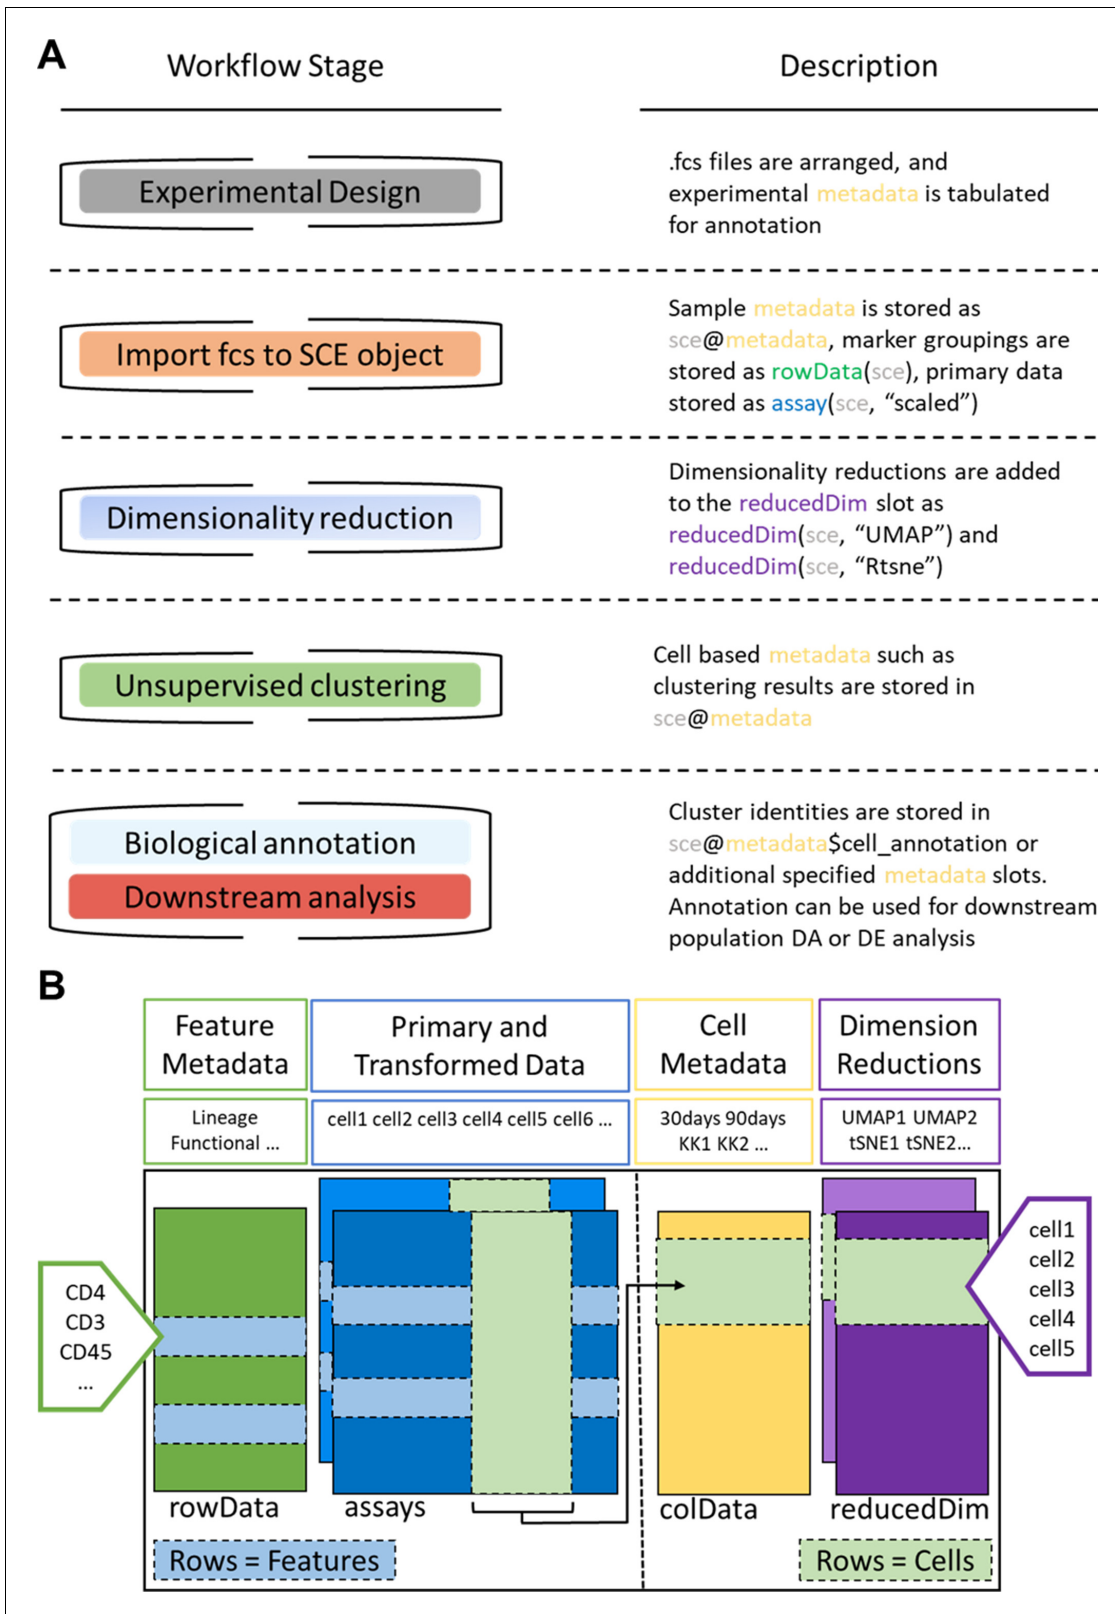 A
Workflow Stage
Description
Experimental Design
.fcs files are arranged, and
experimental metadata is tabulated
for annotation
Import fcs to SCE object
Sample metadata is stored as
sce@metadata, marker groupings are
stored as rowData(sce), primary data
stored as assay(sce, “scaled”)
Dimensionality reduction
Dimensionality reductions are added
to the reducedDim slot as
reducedDim(sce, “UMAP”) and
reducedDim(sce, “Rtsne”)
Unsupervised clustering
Cell based metadata such as
clustering results are stored in
sce@metadata
Biological annotation
Downstream analysis
Cluster identities are stored in
sce@metadata$cell_annotation or
additional specified metadata slots.
Annotation can be used for downstream
population DA or DE analysis
B
Feature
Metadata
Primary and
Transformed Data
Cell
Metadata
Dimension
Reductions
Lineage
Functional ...
cell1 cell2 cell3 cell4 cell5 cell6 ...
30days 90days
KK1 KK2 ...
UMAP1 UMAP2
tSNE1 tSNE2...
CD4
CD3
CD45
...
cell1
cell2
cell3
cell4
cell5
rowData
assays
colData
reducedDim
Rows = Features
Rows = Cells